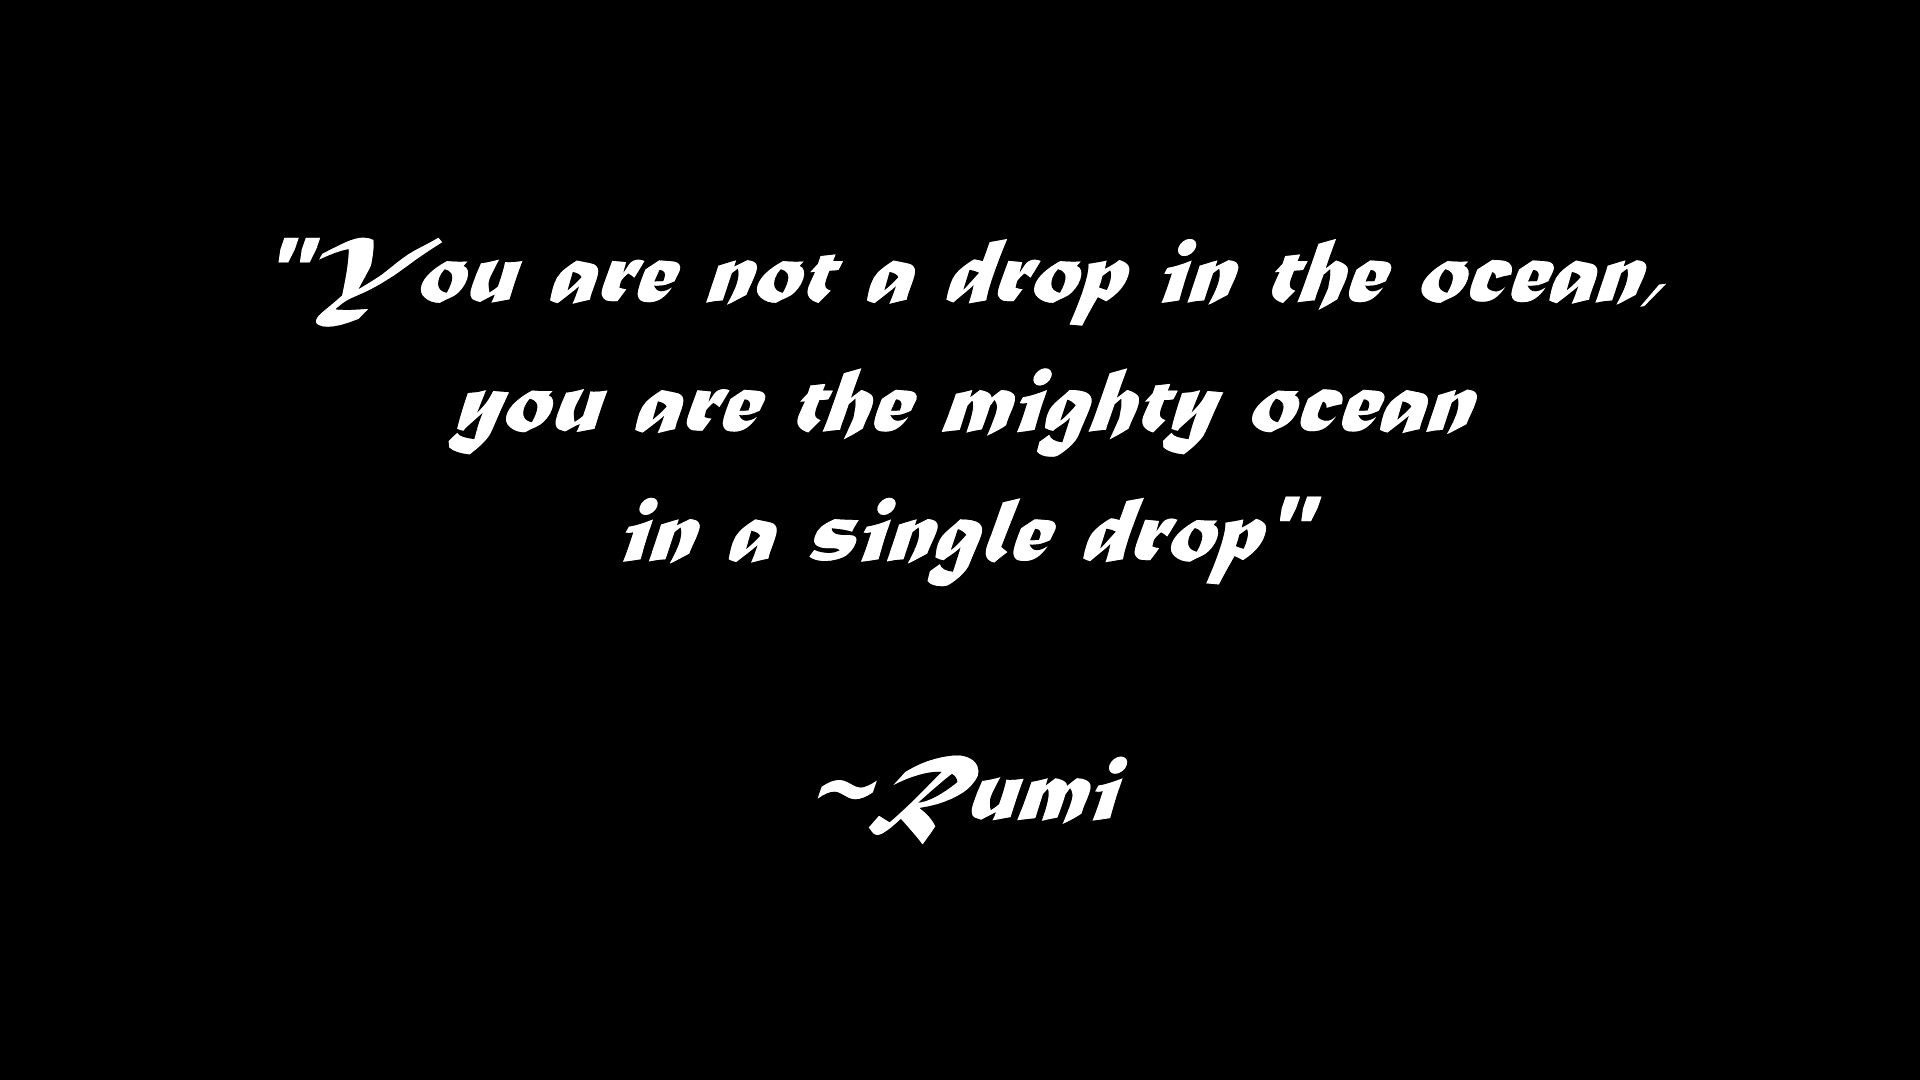 "You are not a drop in the ocean,
you are the mighty ocean
in a single drop"
~Rumi